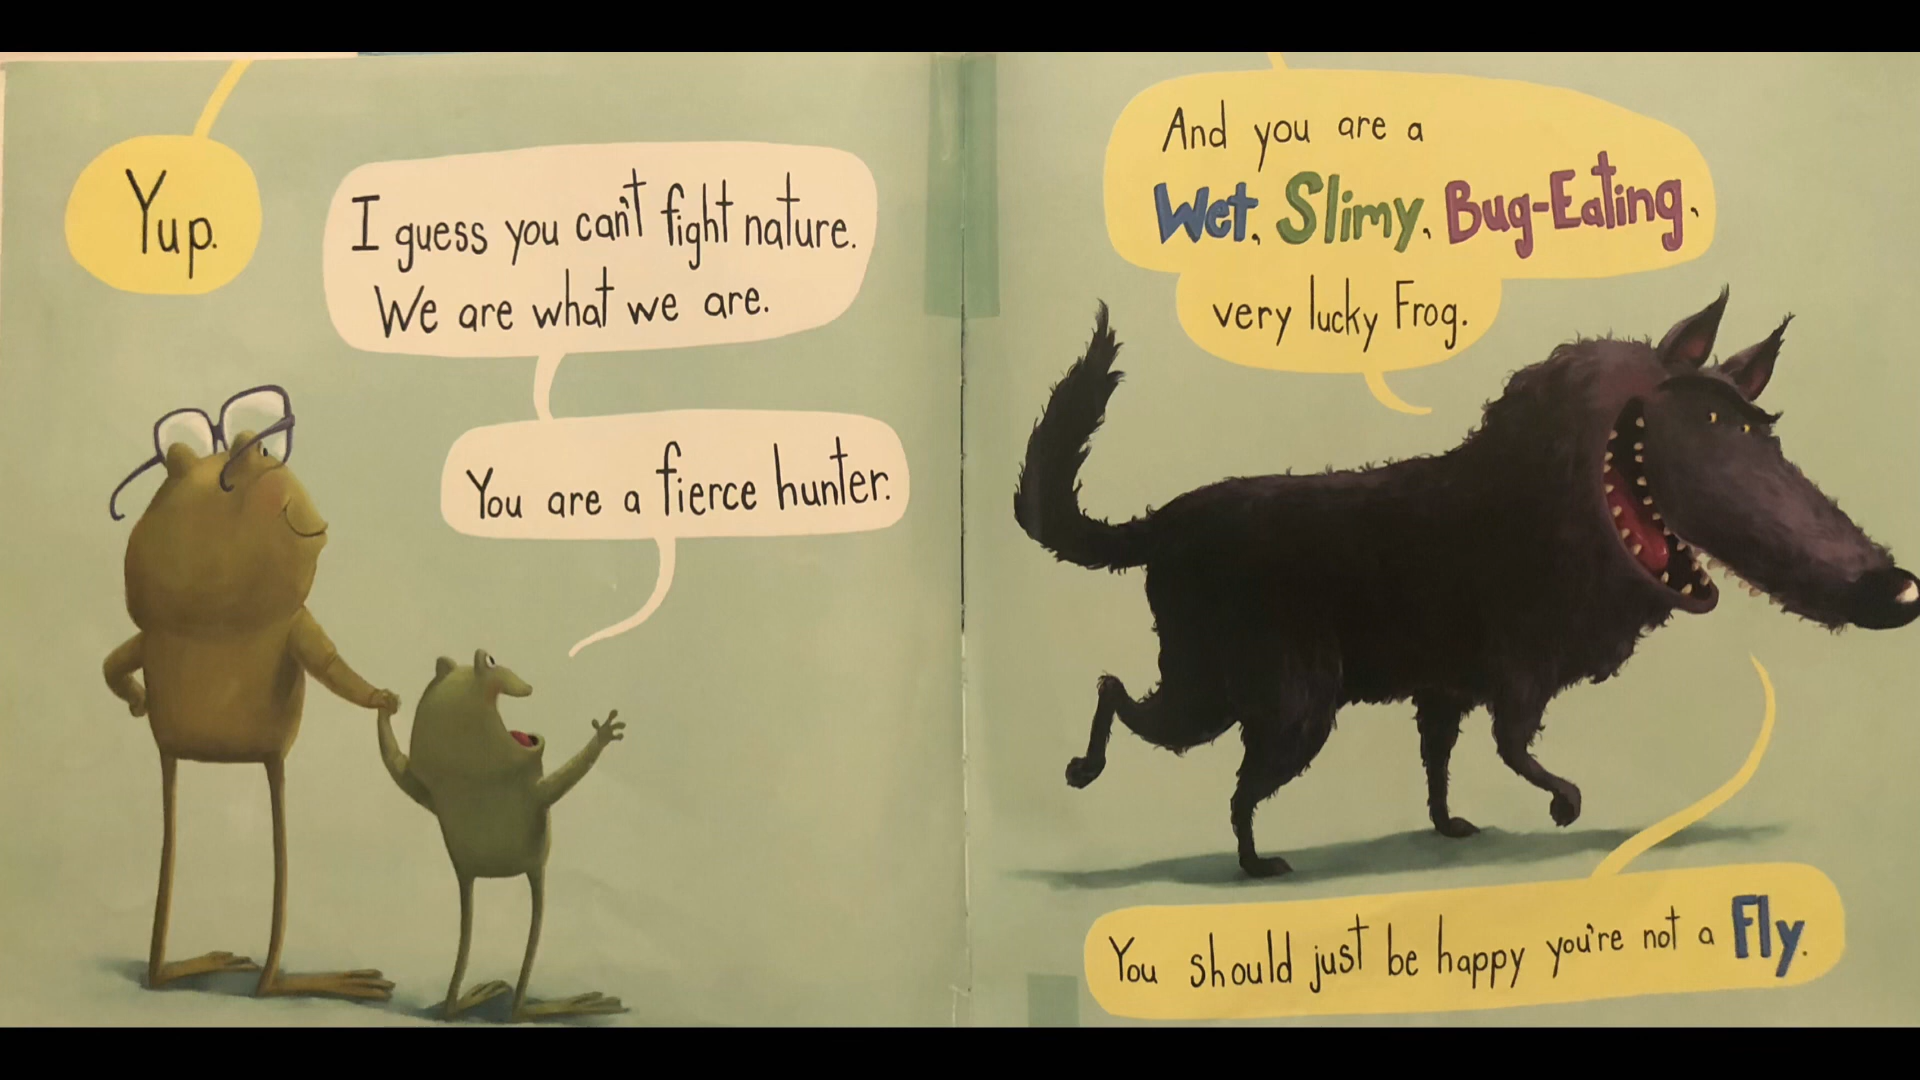 Yup.
I guess you can't fight nature.
We are what we are.
You are a fierce hunter.
And you are a
Wet, Slimy, Bug-Eating,
very lucky Frog.
You should just be happy you're not a Fly.